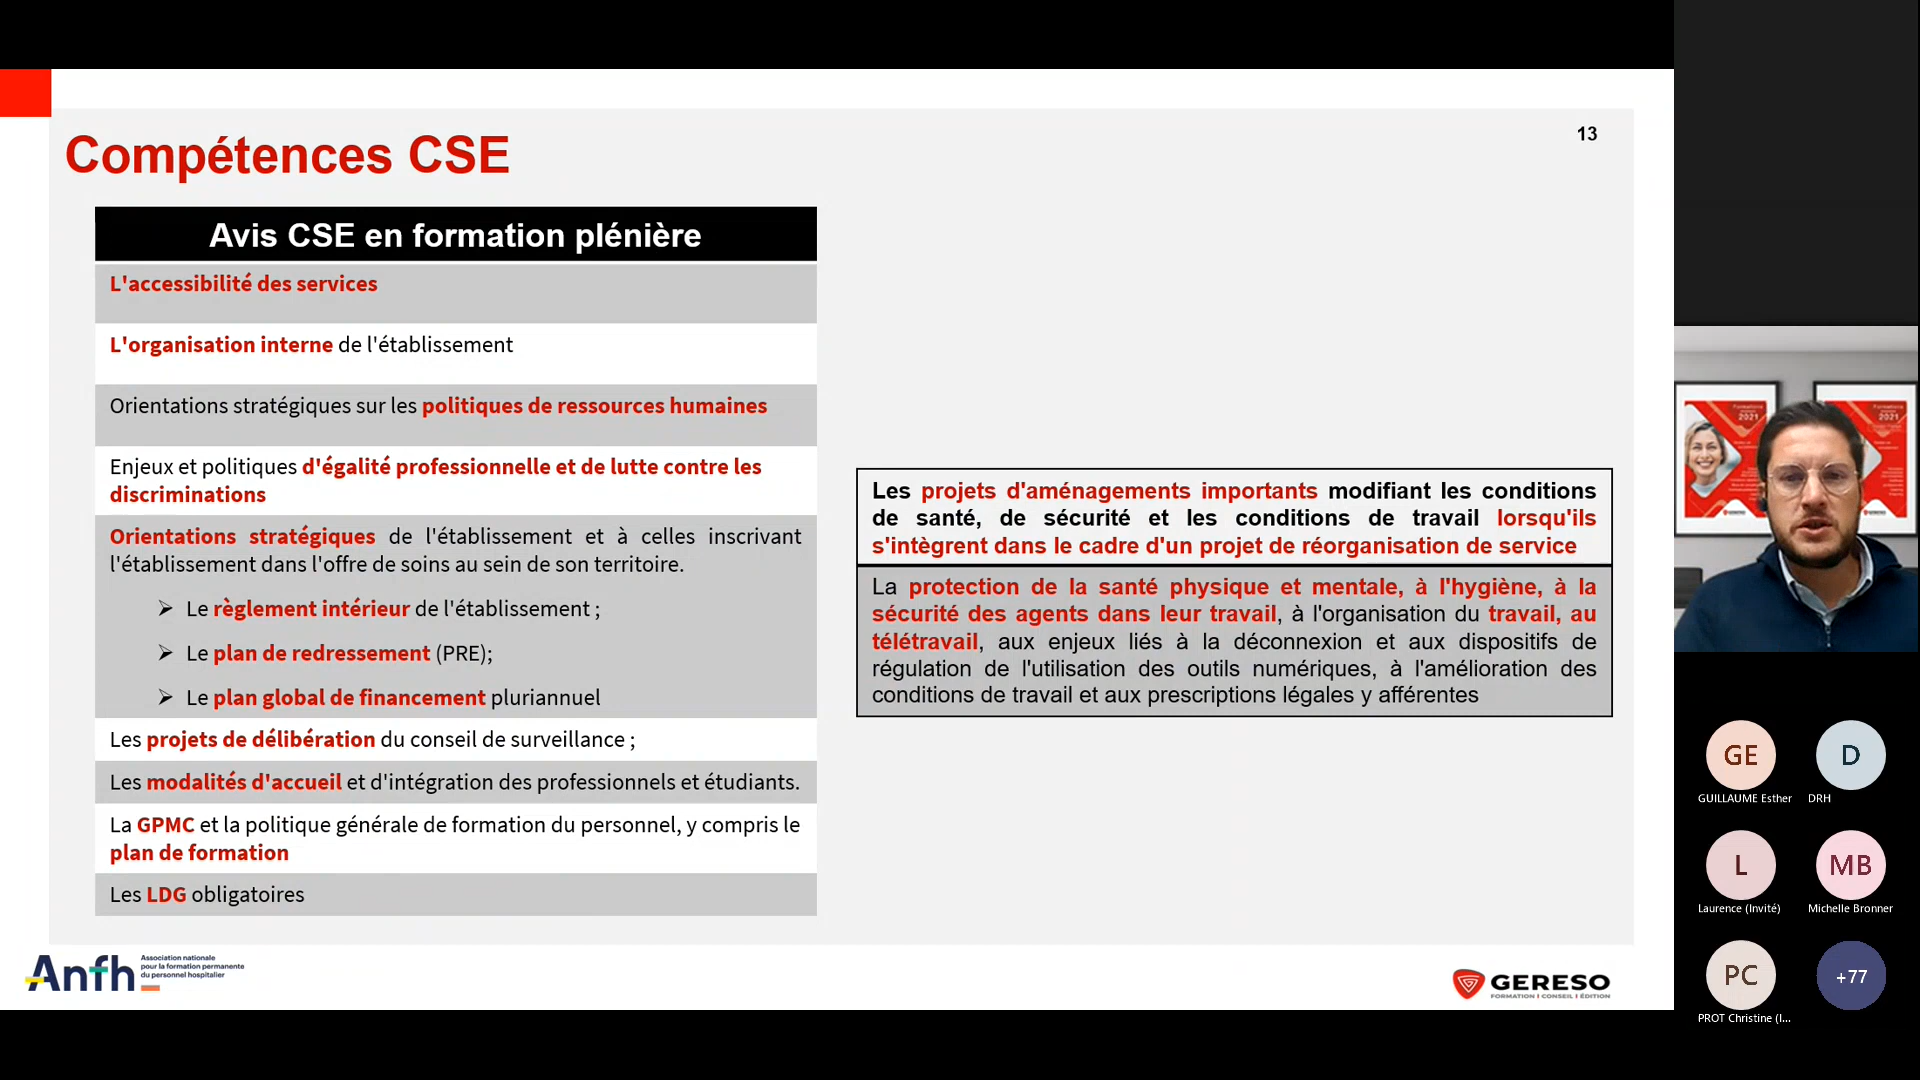 13
Compétences CSE
Avis CSE en formation plénière
L'accessibilité des services
L'organisation interne de l'établissement
Orientations stratégiques sur les politiques de ressources humaines
Enjeux et politiques d'égalité professionnelle et de lutte contre les
discriminations
Orientations stratégiques de l'établissement et à celles inscrivant
l'établissement dans l'offre de soins au sein de son territoire.
➢ Le règlement intérieur de l'établissement ;
➢ Le plan de redressement (PRE);
➢ Le plan global de financement pluriannuel
Les projets de délibération du conseil de surveillance ;
Les modalités d'accueil et d'intégration des professionnels et étudiants.
La GPMC et la politique générale de formation du personnel, y compris le
plan de formation
Les LDG obligatoires
Les projets d'aménagements importants modifiant les conditions
de santé, de sécurité et les conditions de travail lorsqu'ils
s'intègrent dans le cadre d'un projet de réorganisation de service
La protection de la santé physique et mentale, à l'hygiène, à la
sécurité des agents dans leur travail, à l'organisation du travail, au
télétravail, aux enjeux liés à la déconnexion et aux dispositifs de
régulation de l'utilisation des outils numériques, à l'amélioration des
conditions de travail et aux prescriptions légales y afférentes
Anfh
Association nationale
pour la formation permanente
du personnel hospitalier
GERESO
FORMATION | CONSEIL | ÉDITION
2021
2021
GE
GUILLAUME Esther
D
DRH
L
Laurence (Invité)
MB
Michelle Bronner
PC
PROT Christine (I...
+77